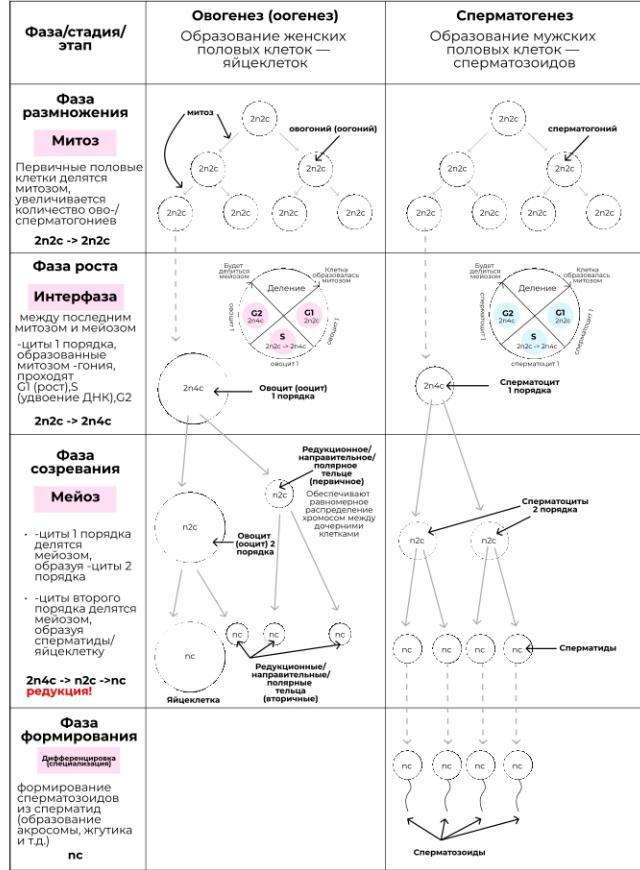 Фаза/стадия/
этап
Овогенез (оогенез)
Образование женских
половых клеток —
яйцеклеток
Сперматогенез
Образование мужских
половых клеток —
сперматозоидов
Фаза
размножения
Митоз
Первичные половые
клетки делятся
митозом,
увеличивается
количество ово-/
сперматогониев
2n2c -> 2n2c
митоз
2n2c
овогоний (оогоний)
2n2c
2n2c
2n2c
2n2c
2n2c
2n2c
2n2c
сперматогоний
2n2c
2n2c
2n2c
2n2c
2n2c
2n2c
Фаза роста
Интерфаза
между последним
митозом и мейозом
-циты 1 порядка,
образованные
митозом -гония,
проходят
G1 (рост),S
(удвоение ДНК),G2
2n2c -> 2n4c
Будет
делиться
мейозом
Клетка
образовалась
митозом
Деление
G2
2n4c
G1
2n2c
S
2n2c -> 2n4c
овоцит 1
овоцит 1
овоцит 1
2n4c
Овоцит (ооцит)
1 порядка
Будет
делиться
мейозом
Клетка
образовалась
митозом
Деление
G2
2n4c
G1
2n2c
S
2n2c -> 2n4c
сперматоцит 1
сперматоцит 1
сперматоцит 1
2n4c
Сперматоцит
1 порядка
Фаза
созревания
Мейоз
· -циты 1 порядка
делятся
мейозом,
образуя -циты 2
порядка
· -циты второго
порядка делятся
мейозом,
образуя
сперматиды/
яйцеклетку
2n4c -> n2c ->nc
редукция!
Редукционное/
направительное/
полярное
тельце
(первичное)
Обеспечивают
равномерное
распределение
хромосом между
дочерними
клетками
n2c
n2c
Овоцит
(ооцит) 2
порядка
nc
nc
nc
nc
Яйцеклетка
Редукционные/
направительные/
полярные
тельца
(вторичные)
Сперматоциты
2 порядка
n2c
n2c
nc
nc
nc
nc
Сперматиды
Фаза
формирования
Дифференцировка
(специализация)
формирование
сперматозоидов
из сперматид
(образование
акросомы, жгутика
и т.д.)
nc
nc
nc
nc
nc
Сперматозоиды